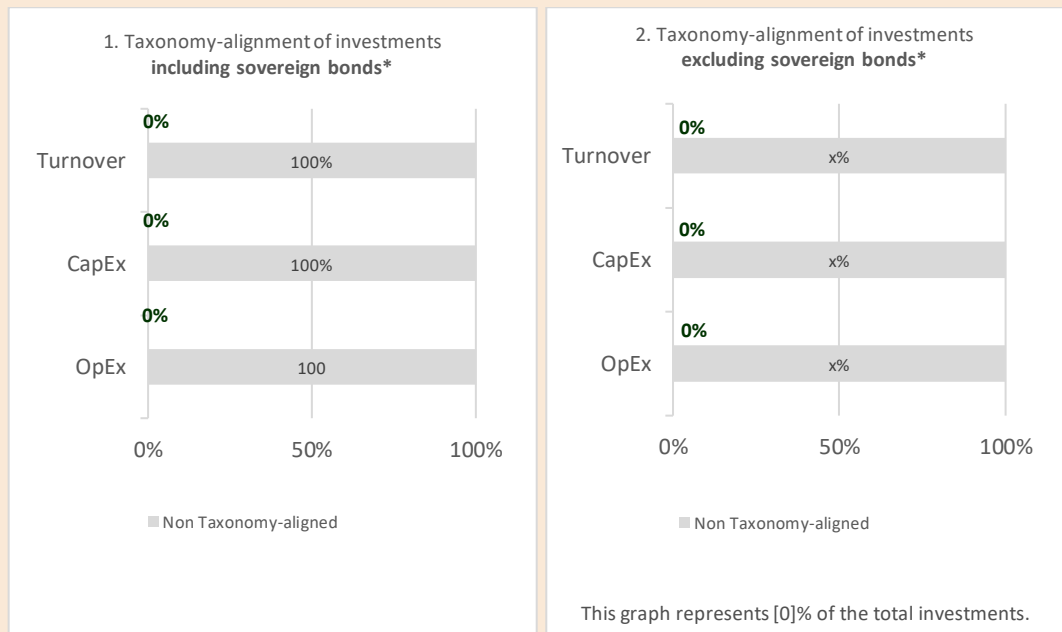 1. Taxonomy-alignment of investments
including sovereign bonds*
0%
Turnover
100%
0%
CapEx
100%
0%
OpEx
100
0%
50%
100%
Non Taxonomy-aligned
2. Taxonomy-alignment of investments
excluding sovereign bonds*
0%
Turnover
x%
0%
CapEx
x%
0%
OpEx
x%
0%
50%
100%
Non Taxonomy-aligned
This graph represents [0]% of the total investments.